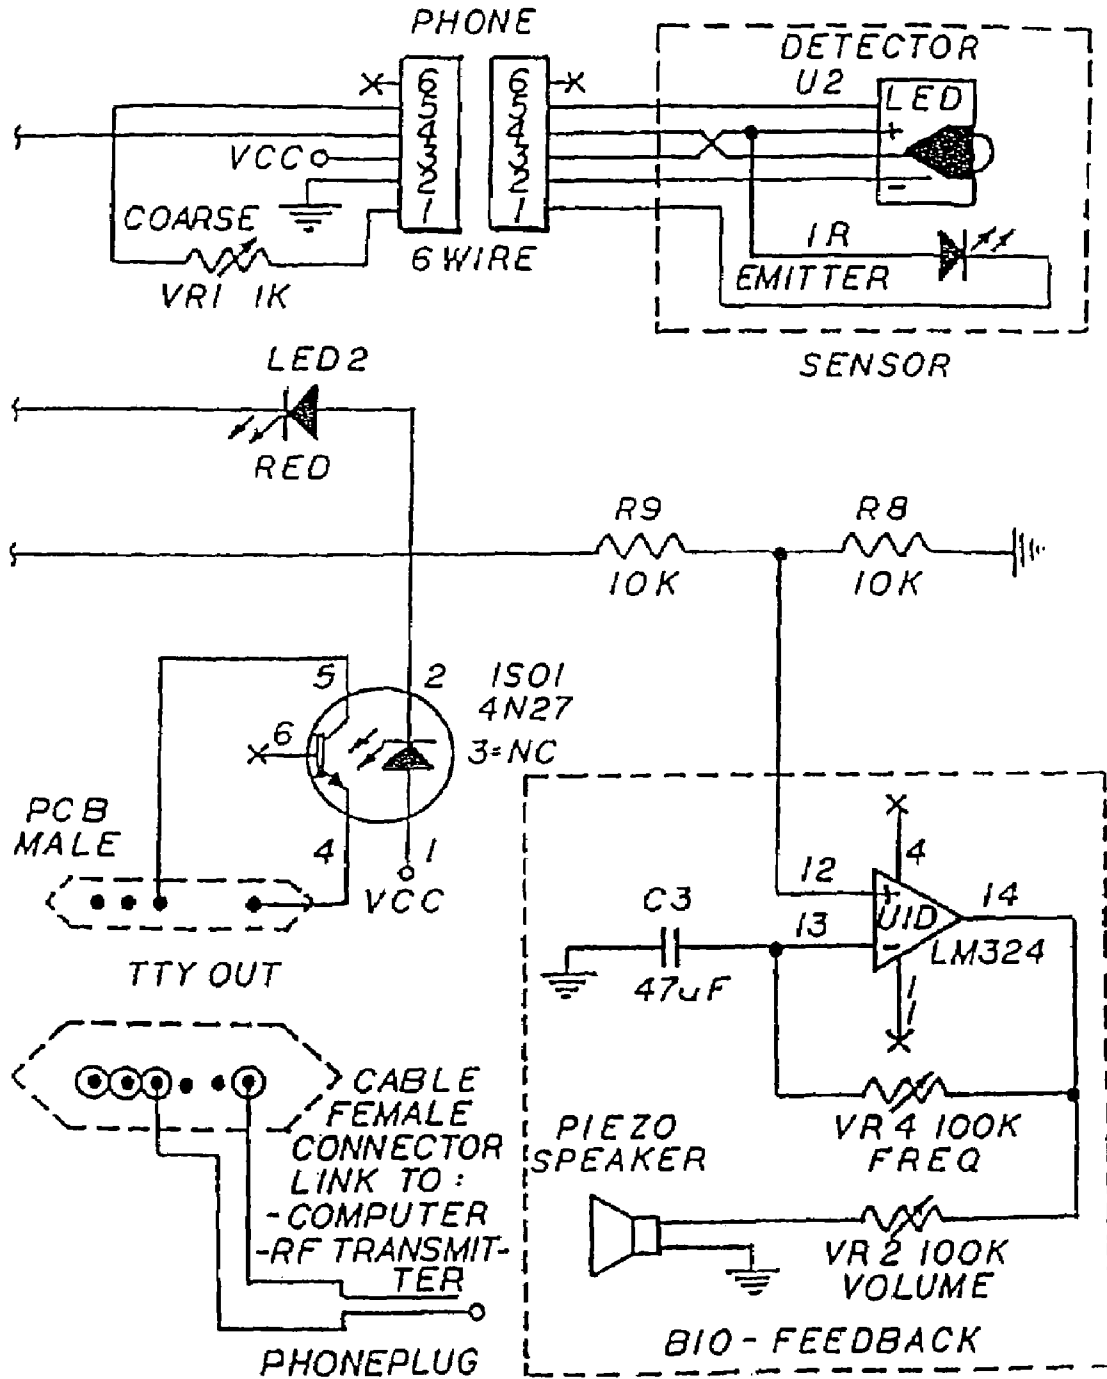 PHONE
DETECTOR
U2
LED
6
5
4
3
2
1
6
5
4
3
2
1
+
-
VCC
COARSE
VR1 1K
6 WIRE
IR
EMITTER
SENSOR
LED2
RED
R9
10K
R8
10K
5
2
ISO1
4N27
6
3=NC
4
1
VCC
PCB
MALE
TTY OUT
4
12
+
14
U1D
C3
13
-
LM324
47uF
11
CABLE
FEMALE
CONNECTOR
LINK TO :
-COMPUTER
-RF TRANSMIT-
TER
PHONEPLUG
VR4 100K
FREQ
PIEZO
SPEAKER
VR2 100K
VOLUME
BIO-FEEDBACK